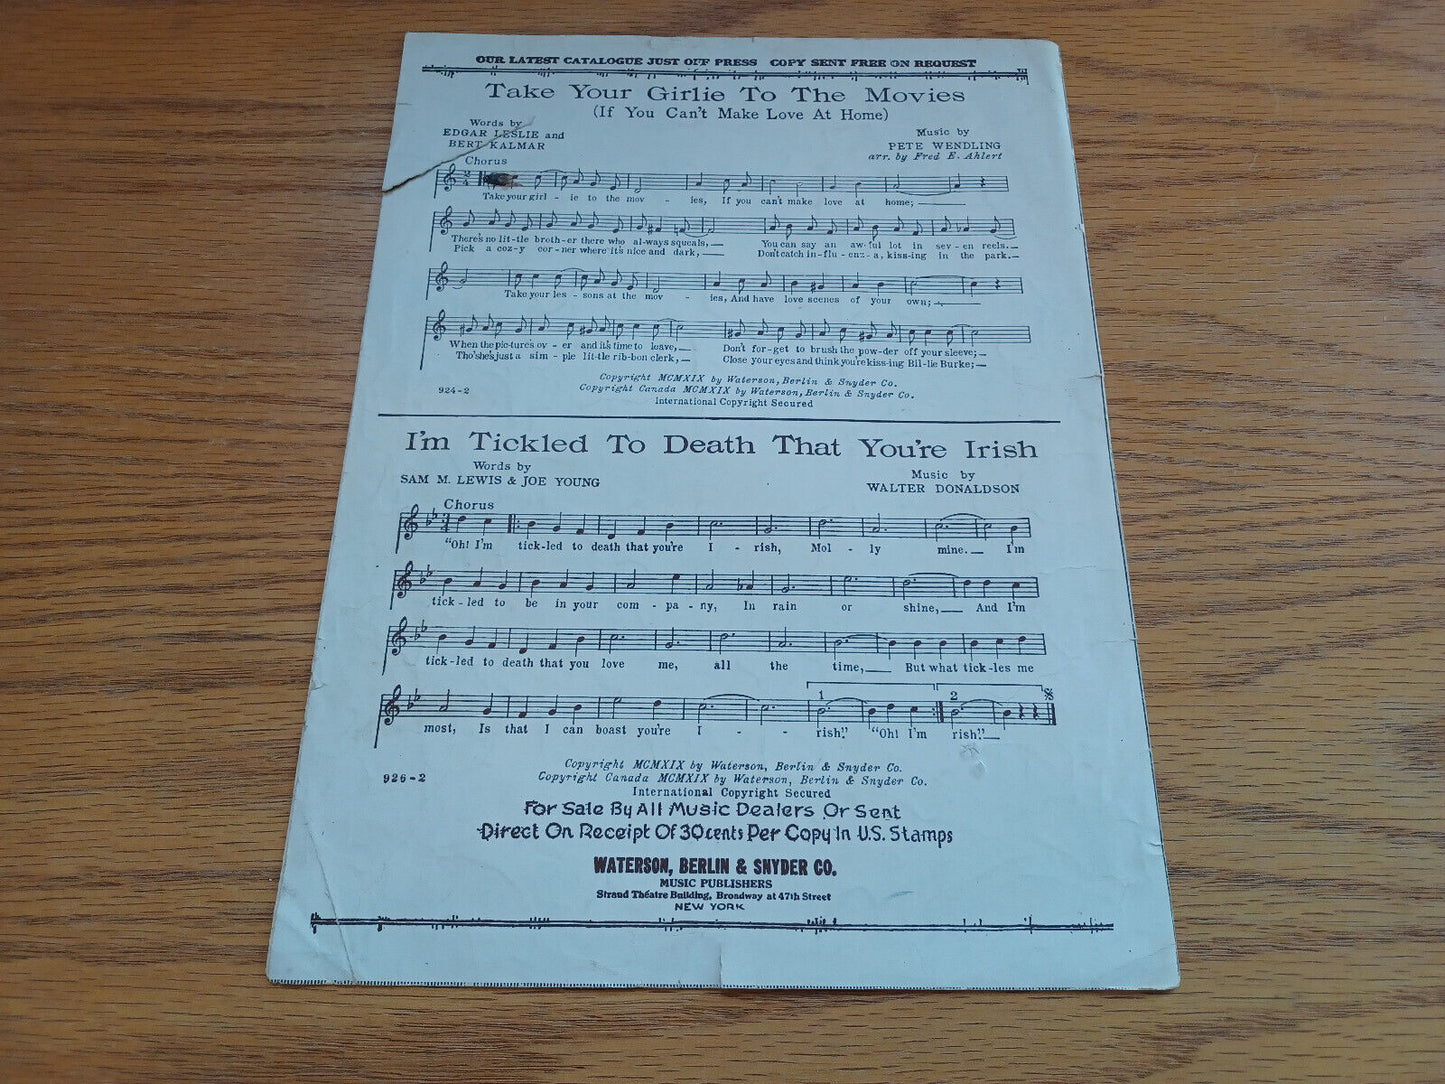 OUR LATEST CATALOGUE JUST OFF PRESS COPY SENT FREE ON REQUEST
Take Your Girlie To The Movies
(If You Can't Make Love At Home)
Words by
EDGAR LESLIE and
BERT KALMAR
Music by
PETE WENDLING
arr. by Fred E. Ahlert
Chorus
2
4
Take your girl - ie to the mov - ies, If you can't make love at home;
There's no lit-tle broth-er there who al-ways squeals, You can say an aw-ful lot in sev-en reels.
Pick a coz-y cor-ner where it's nice and dark, Don't catch in-flu-enz-a, kiss-ing in the park.
Take your les - sons at the mov - ies, And have love scenes of your own;
When the pic-ture's ov - er and it's time to leave, Don't for-get to brush the pow-der off your sleeve;
Tho' she's just a sim - ple lit-tle rib-bon clerk, Close your eyes and think you're kiss-ing Bil-lie Burke;
Copyright MCMXIX by Waterson, Berlin & Snyder Co.
924-2
Copyright Canada MCMXIX by Waterson, Berlin & Snyder Co.
International Copyright Secured
I'm Tickled To Death That You're Irish
Words by
SAM M. LEWIS & JOE YOUNG
Music by
WALTER DONALDSON
Chorus
3
4
"Oh! I'm tick-led to death that you're I - rish, Mol - ly mine. I'm
tick-led to be in your com - pa - ny, In rain or shine, And I'm
tick-led to death that you love me, all the time, But what tick-les me
1 2
most, Is that I can boast you're I - - rish!" "Oh! I'm rish!"
Copyright MCMXIX by Waterson, Berlin & Snyder Co.
926-2
Copyright Canada MCMXIX by Waterson, Berlin & Snyder Co.
International Copyright Secured
For Sale By All Music Dealers Or Sent
Direct On Receipt Of 30 cents Per Copy In U.S. Stamps
WATERSON, BERLIN & SNYDER CO.
MUSIC PUBLISHERS
Strand Théatre Building, Broadway at 47th Street
NEW YORK